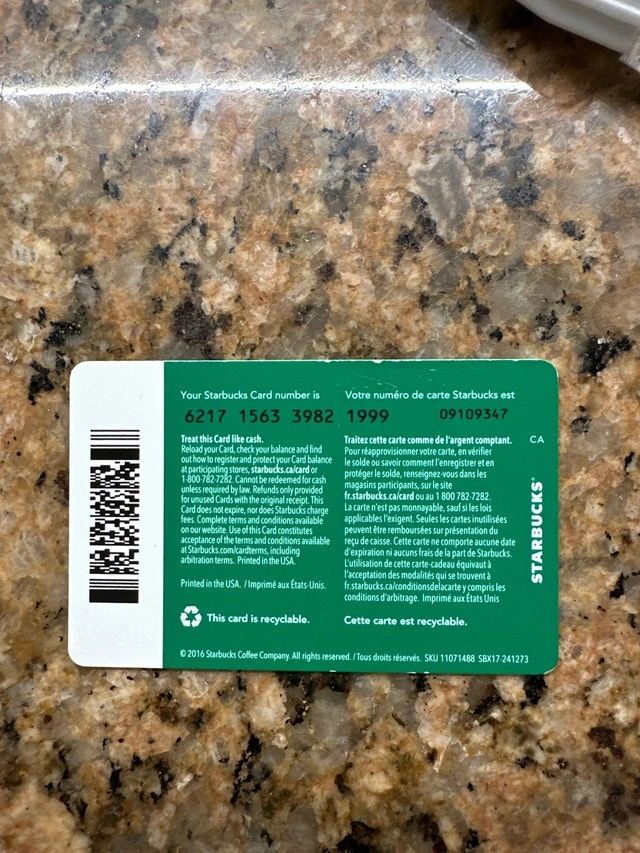 Your Starbucks Card number is
6217 1563 3982 1999
Treat this Card like cash.
Reload your Card, check your balance and find
out how to register and protect your Card balance
at participating stores, starbucks.ca/card or
1-800-782-7282. Cannot be redeemed for cash
unless required by law. Refunds only provided
for unused Cards with the original receipt. This
Card does not expire, nor does Starbucks charge
fees. Complete terms and conditions available
on our website. Use of this Card constitutes
acceptance of the terms and conditions available
at Starbucks.com/cardterms, including
arbitration terms. Printed in the USA.
Printed in the USA. / Imprimé aux États-Unis.
This card is recyclable.
Votre numéro de carte Starbucks est
09109347
Traitez cette carte comme de l'argent comptant.
Pour réapprovisionner votre carte, en vérifier
le solde ou savoir comment l'enregistrer et en
protéger le solde, renseignez-vous dans les
magasins participants, sur le site
fr.starbucks.ca/card ou au 1 800 782-7282.
La carte n'est pas monnayable, sauf si les lois
applicables l'exigent. Seules les cartes inutilisées
peuvent être remboursées sur présentation du
reçu de caisse. Cette carte ne comporte aucune date
d'expiration ni aucuns frais de la part de Starbucks.
L'utilisation de cette carte-cadeau équivaut à
l'acceptation des modalités qui se trouvent à
fr.starbucks.ca/conditionsdelacarte y compris les
conditions d'arbitrage. Imprimé aux États Unis
Cette carte est recyclable.
CA
STARBUCKS®
© 2016 Starbucks Coffee Company. All rights reserved. / Tous droits réservés. SKU 11071488 SBX17-241273